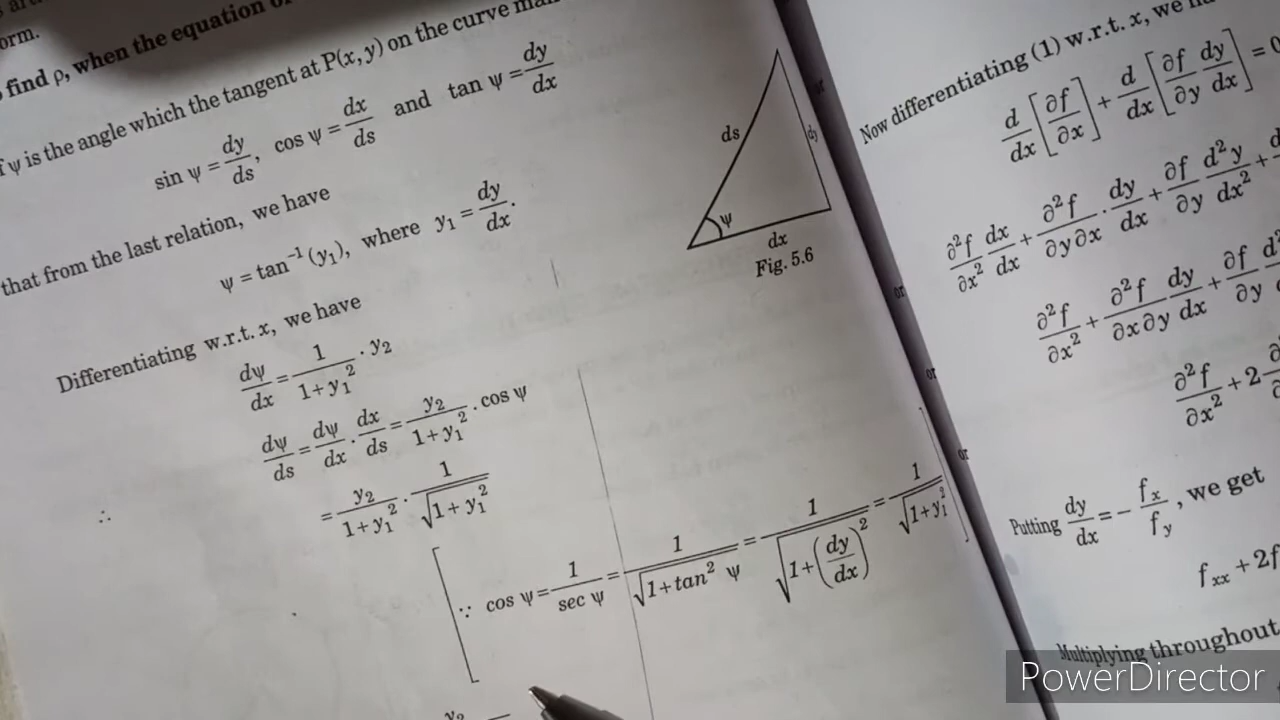 orm.
find ρ, when the equation
f ψ is the angle which the tangent at P(x, y) on the curve
sin ψ = dy/ds, cos ψ = dx/ds and tan ψ = dy/dx
that from the last relation, we have
ψ = tan⁻¹ (y₁), where y₁ = dy/dx.
Differentiating w.r.t. x, we have
dψ/dx = 1/(1+y₁²) · y₂
dψ/ds = dψ/dx · dx/ds = y₂/(1+y₁²) · cos ψ
∴ = y₂/(1+y₁²) · 1/√(1+y₁²)
[∵ cos ψ = 1/sec ψ = 1/√(1+tan² ψ) = 1/√(1+(dy/dx)²) = 1/√(1+y₁²)]
y₂
ds
dy
ψ
dx
Fig. 5.6
Now differentiating (1) w.r.t. x, we
d/dx [∂f/∂x] + d/dx [∂f/∂y dy/dx] = 0
or
∂²f/∂x² dx/dx + ∂²f/∂y∂x · dy/dx + ∂f/∂y d²y/dx² +
or
∂²f/∂x² + ∂²f/∂x∂y dy/dx + ∂f/∂y
or
∂²f/∂x² + 2
or
Putting dy/dx = − fx/fy, we get
fxx + 2f
Multiplying throughout
PowerDirector